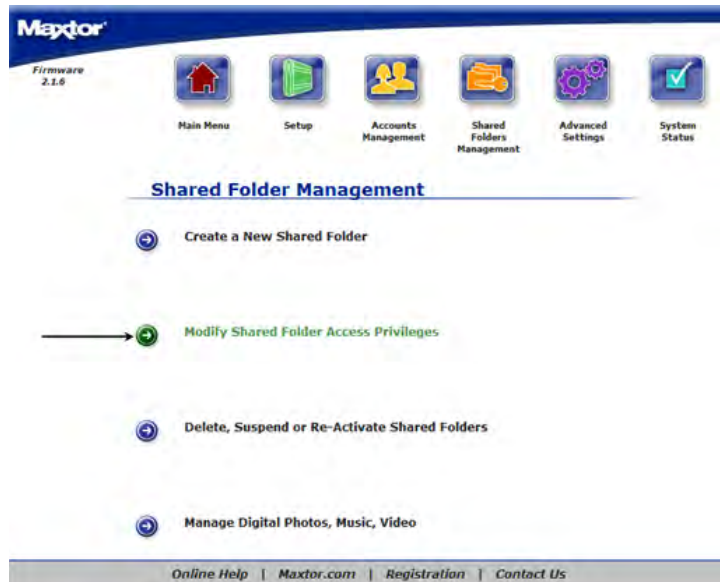 Maxtor
Firmware
2.1.6
Main Menu
Setup
Accounts
Management
Shared
Folders
Management
Advanced
Settings
System
Status
Shared Folder Management
Create a New Shared Folder
Modify Shared Folder Access Privileges
Delete, Suspend or Re-Activate Shared Folders
Manage Digital Photos, Music, Video
Online Help | Maxtor.com | Registration | Contact Us